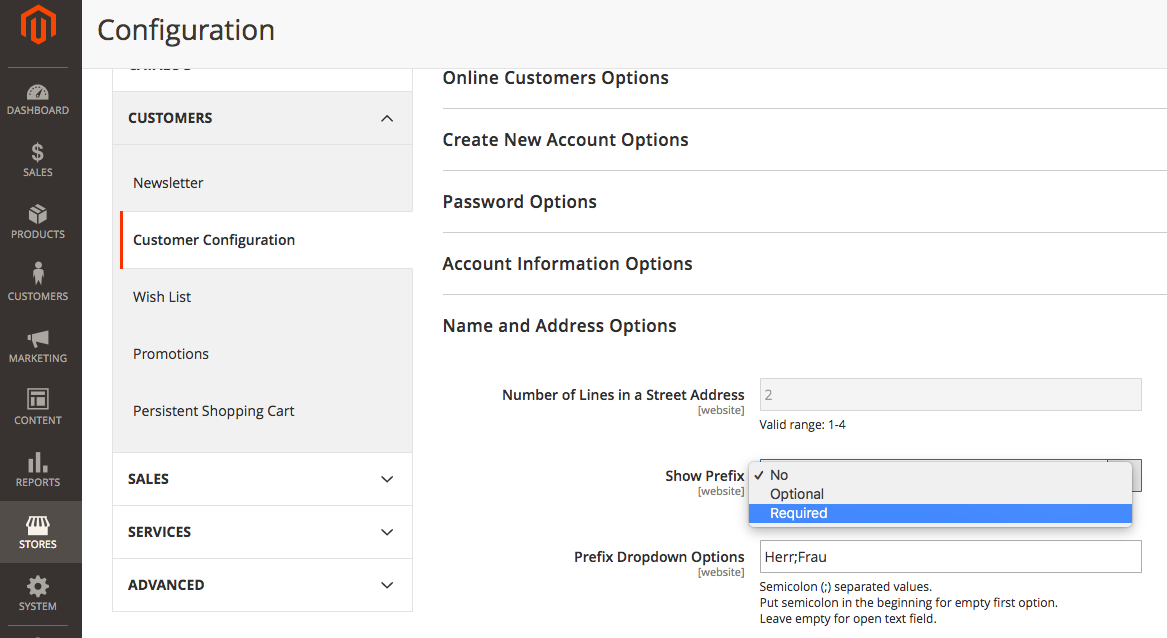 Configuration
DASHBOARD
SALES
PRODUCTS
CUSTOMERS
MARKETING
CONTENT
REPORTS
STORES
SYSTEM
CATALOG
CUSTOMERS
Newsletter
Customer Configuration
Wish List
Promotions
Persistent Shopping Cart
SALES
SERVICES
ADVANCED
Online Customers Options
Create New Account Options
Password Options
Account Information Options
Name and Address Options
Number of Lines in a Street Address
[website]
2
Valid range: 1-4
Show Prefix
[website]
No
Optional
Required
Prefix Dropdown Options
[website]
Herr;Frau
Semicolon (;) separated values.
Put semicolon in the beginning for empty first option.
Leave empty for open text field.